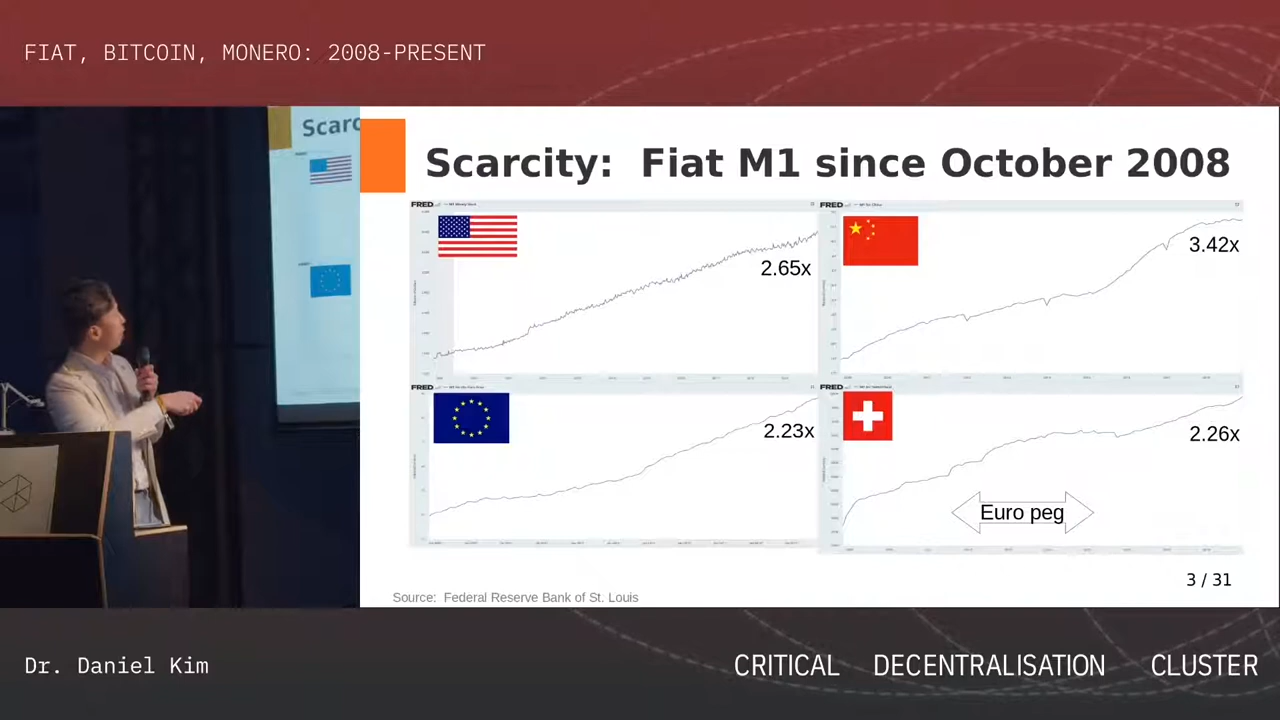 FIAT, BITCOIN, MONERO: 2008-PRESENT
Scarc
Scarcity: Fiat M1 since October 2008
FRED
FRED
2.65x
3.42x
FRED
FRED
2.23x
2.26x
Euro peg
3 / 31
Source: Federal Reserve Bank of St. Louis
Dr. Daniel Kim
CRITICAL DECENTRALISATION CLUSTER